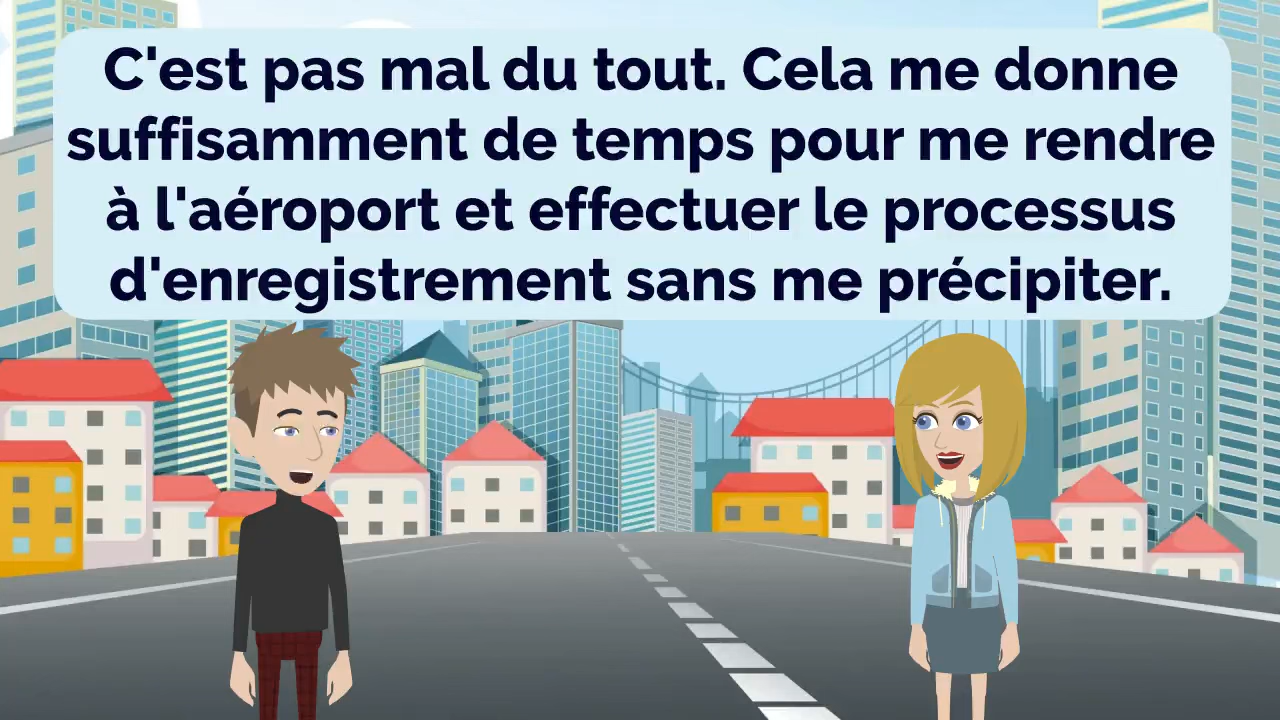 C'est pas mal du tout. Cela me donne
suffisamment de temps pour me rendre
à l'aéroport et effectuer le processus
d'enregistrement sans me précipiter.